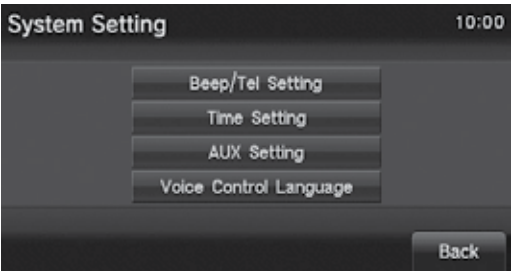 System Setting 10:00
Beep/Tel Setting
Time Setting
AUX Setting
Voice Control Language
Back